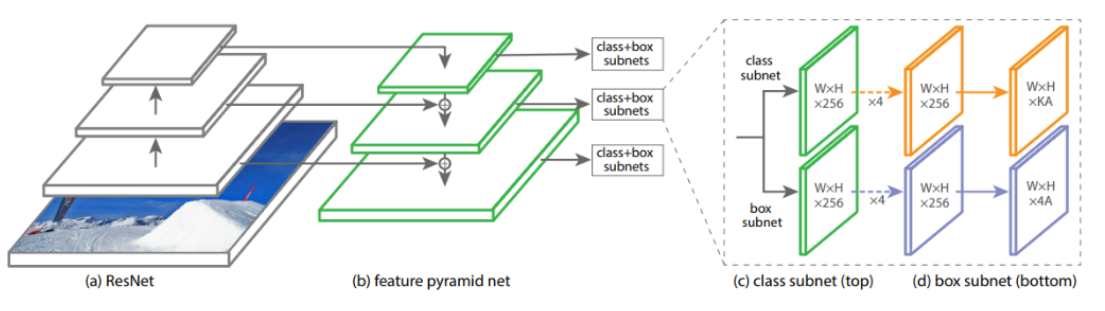 class+box
subnets
class+box
subnets
class+box
subnets
class
subnet
W×H
×256
×4
W×H
×256
W×H
×KA
box
subnet
W×H
×256
×4
W×H
×256
W×H
×4A
(a) ResNet
(b) feature pyramid net
(c) class subnet (top)
(d) box subnet (bottom)